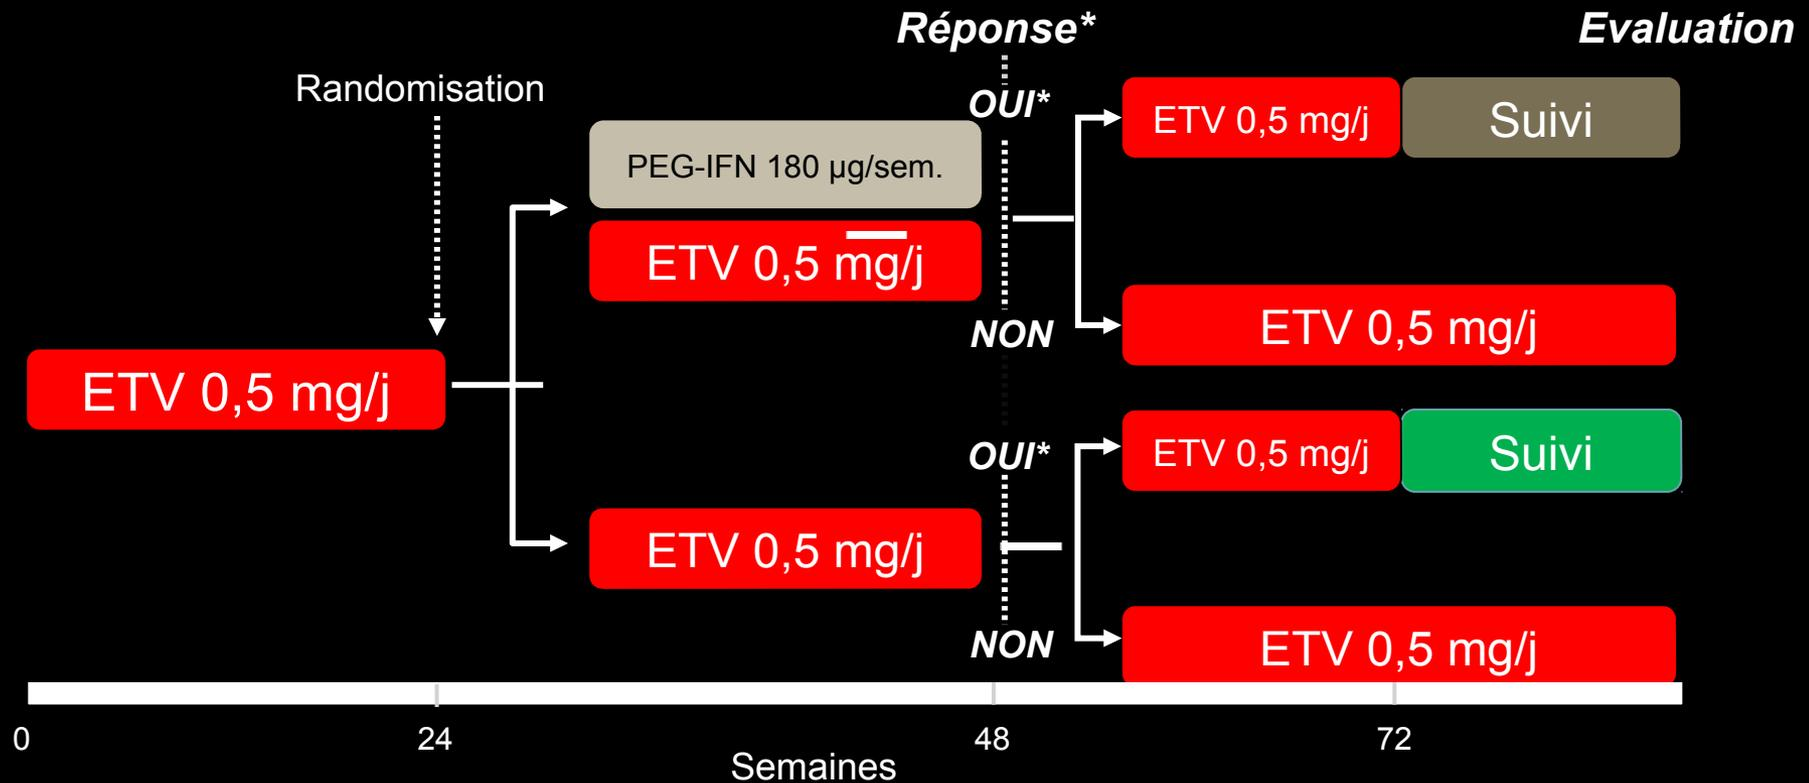 Réponse*
Evaluation
Randomisation
OUI*
ETV 0,5 mg/j
Suivi
PEG-IFN 180 µg/sem.
ETV 0,5 mg/j
NON
ETV 0,5 mg/j
ETV 0,5 mg/j
OUI*
ETV 0,5 mg/j
Suivi
ETV 0,5 mg/j
NON
ETV 0,5 mg/j
0
24
48
72
Semaines